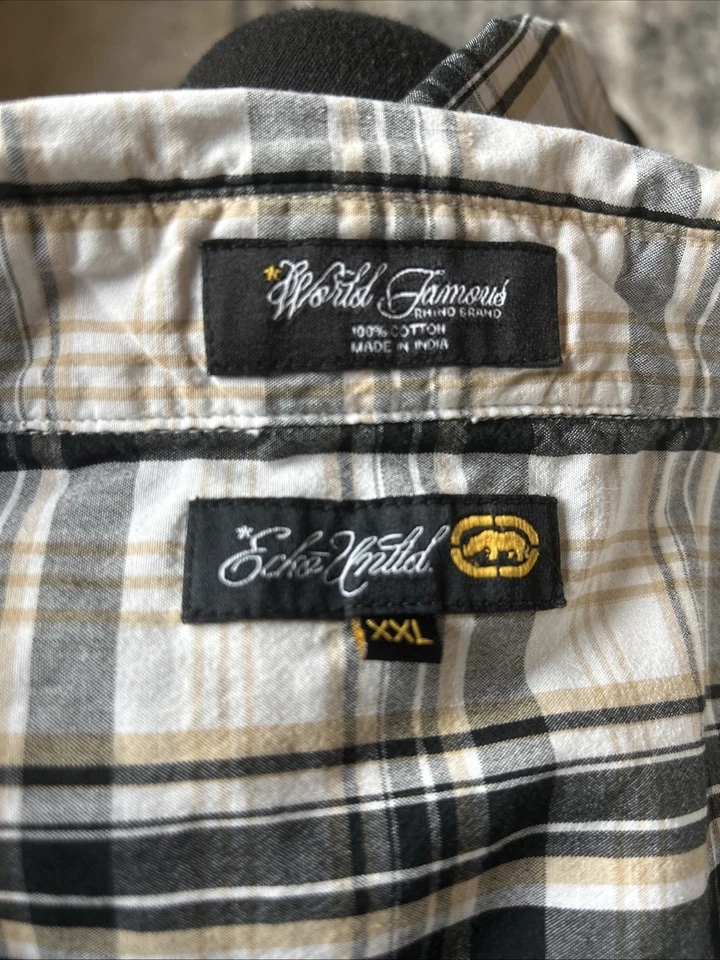 *World Famous
RHINO BRAND
100% COTTON
MADE IN INDIA
*Ecko Unltd.
XXL